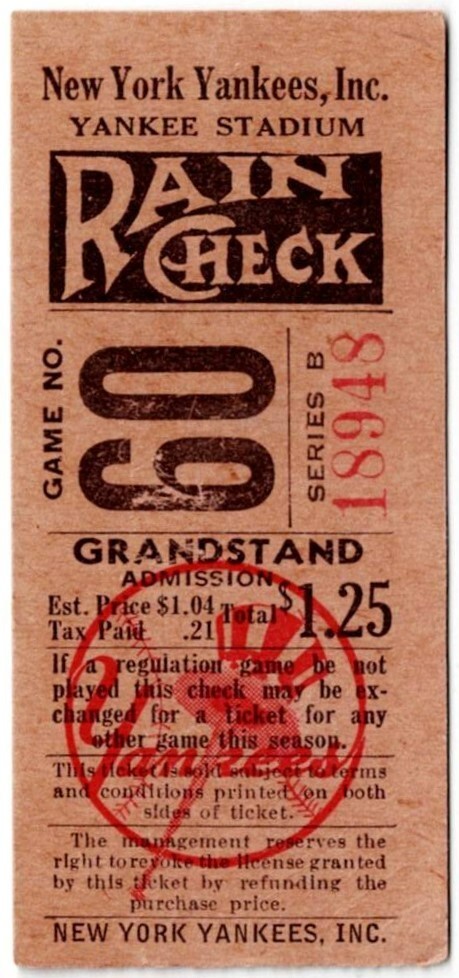 New York Yankees, Inc.
YANKEE STADIUM
RAIN
CHECK
GAME NO.
60
SERIES B
18948
GRANDSTAND
ADMISSION
Est. Price $1.04 Total $1.25
Tax Paid .21
If a regulation game be not
played this check may be ex-
changed for a ticket for any
other game this season.
Yankees
This ticket is sold subject to terms
and conditions printed on both
sides of ticket.
The management reserves the
right to revoke the license granted
by this ticket by refunding the
purchase price.
NEW YORK YANKEES, INC.